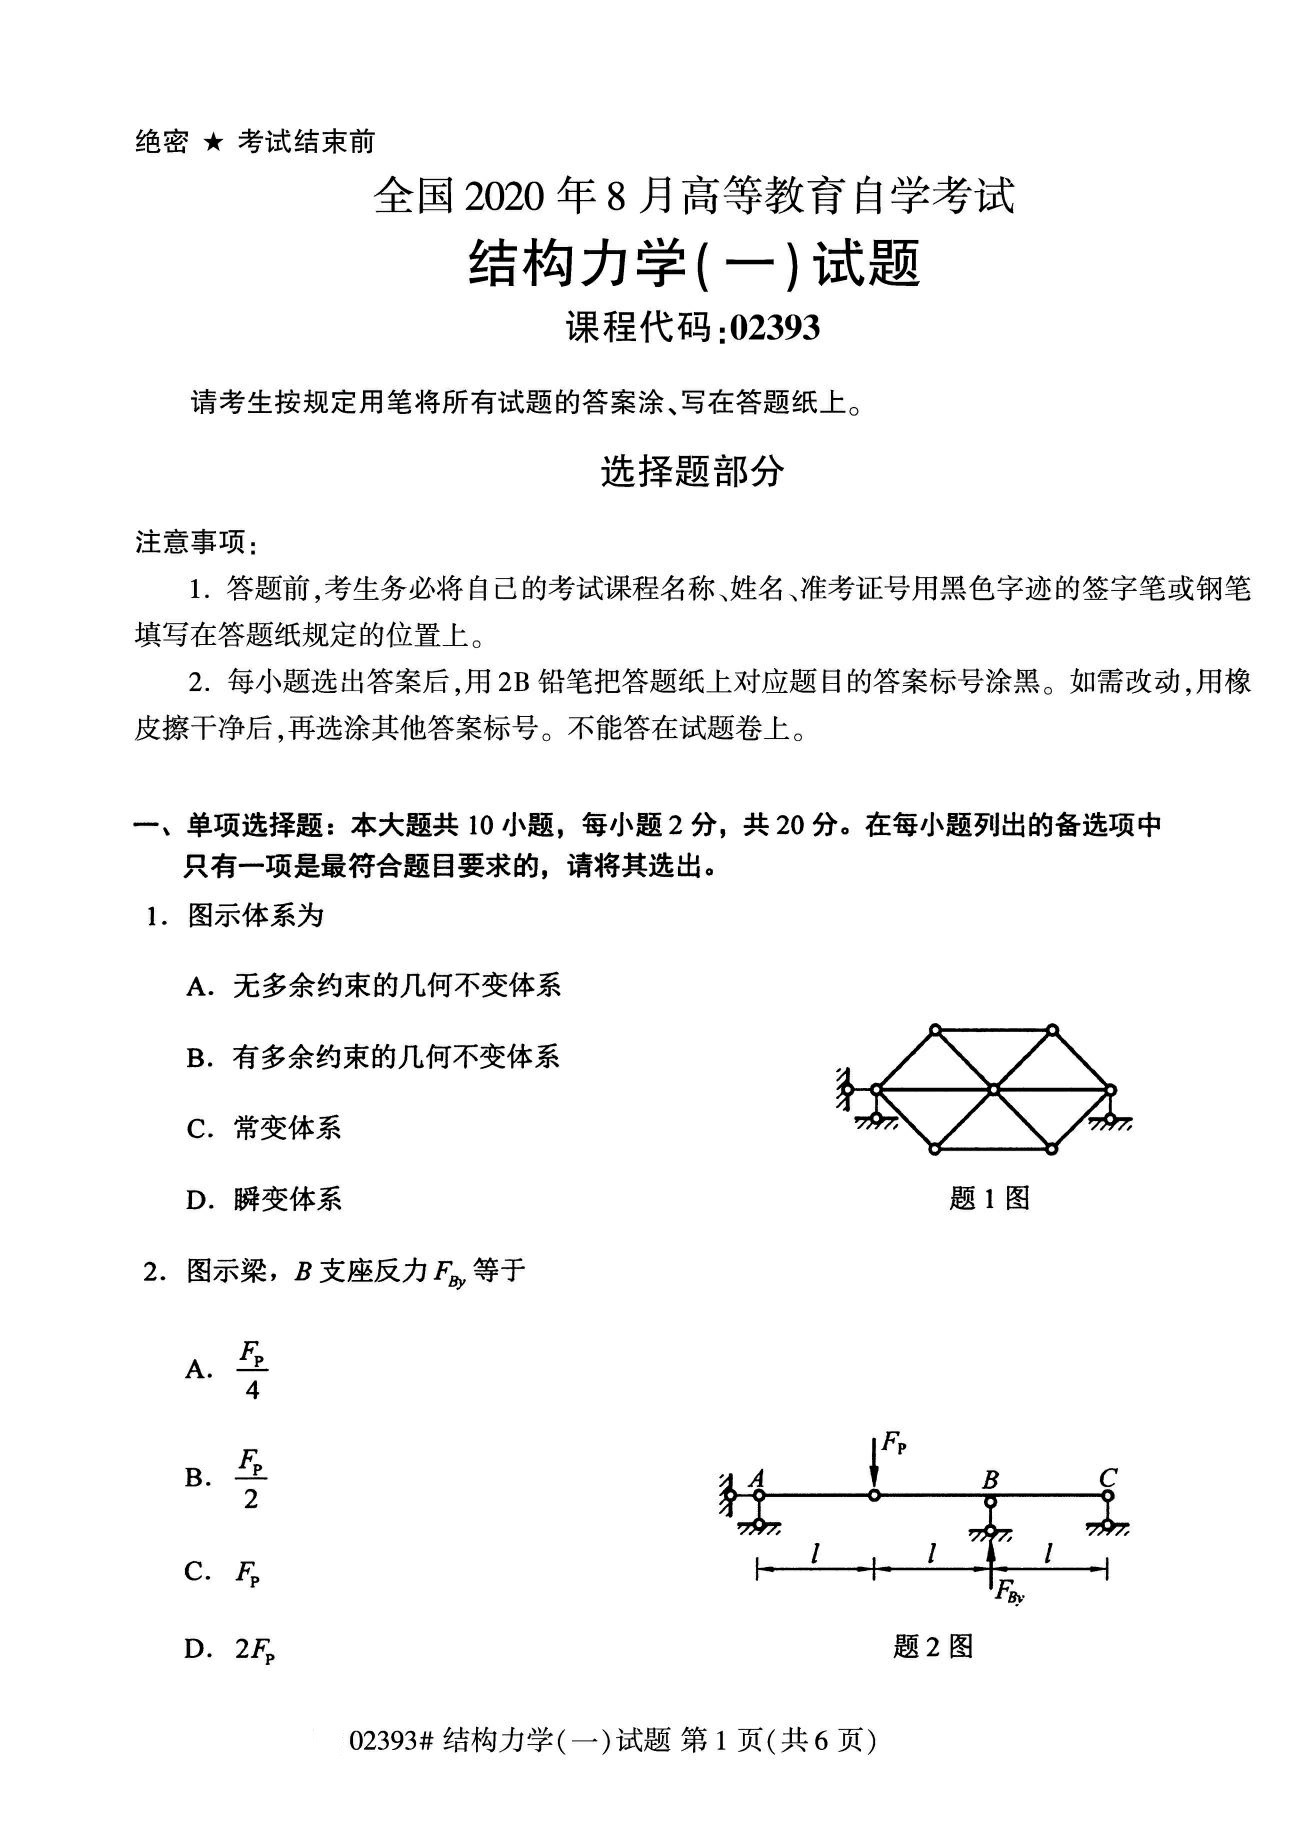 绝密 ★ 考试结束前
全国2020年8月高等教育自学考试
结构力学(一)试题
课程代码:02393
请考生按规定用笔将所有试题的答案涂、写在答题纸上。
选择题部分
注意事项:
1. 答题前,考生务必将自己的考试课程名称、姓名、准考证号用黑色字迹的签字笔或钢笔
填写在答题纸规定的位置上。
2. 每小题选出答案后,用2B铅笔把答题纸上对应题目的答案标号涂黑。如需改动,用橡
皮擦干净后,再选涂其他答案标号。不能答在试题卷上。
一、单项选择题：本大题共10小题，每小题2分，共20分。在每小题列出的备选项中
只有一项是最符合题目要求的，请将其选出。
1. 图示体系为
A. 无多余约束的几何不变体系
B. 有多余约束的几何不变体系
C. 常变体系
D. 瞬变体系
题1图
2. 图示梁，B支座反力 F_{By} 等于
A. F_P/4
B. F_P/2
C. F_P
D. 2F_P
F_P
A B C
l l l
F_{By}
题2图
02393# 结构力学(一)试题 第1页(共6页)